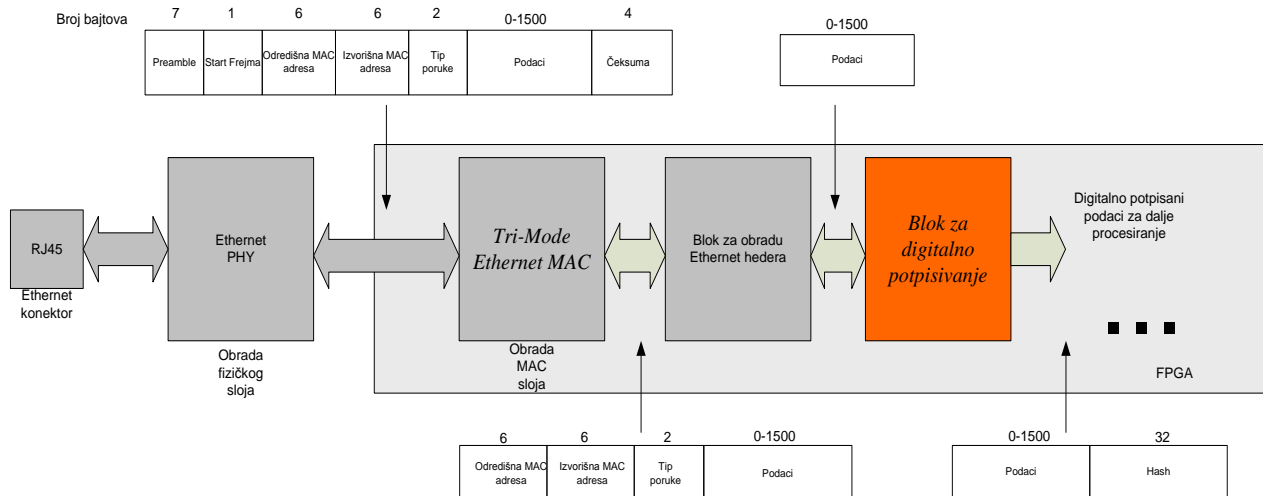 Broj bajtova
7
1
6
6
2
0-1500
4
Preamble
Start Frejma
Odredišna MAC
adresa
Izvorišna MAC
adresa
Tip
poruke
Podaci
Čeksuma
0-1500
Podaci
RJ45
Ethernet
konektor
Ethernet
PHY
Obrada
fizičkog
sloja
Tri-Mode
Ethernet MAC
Obrada
MAC
sloja
Blok za obradu
Ethernet hedera
Blok za
digitalno
potpisivanje
Digitalno potpisani
podaci za dalje
procesiranje
FPGA
6
6
2
0-1500
Odredišna MAC
adresa
Izvorišna MAC
adresa
Tip
poruke
Podaci
0-1500
32
Podaci
Hash